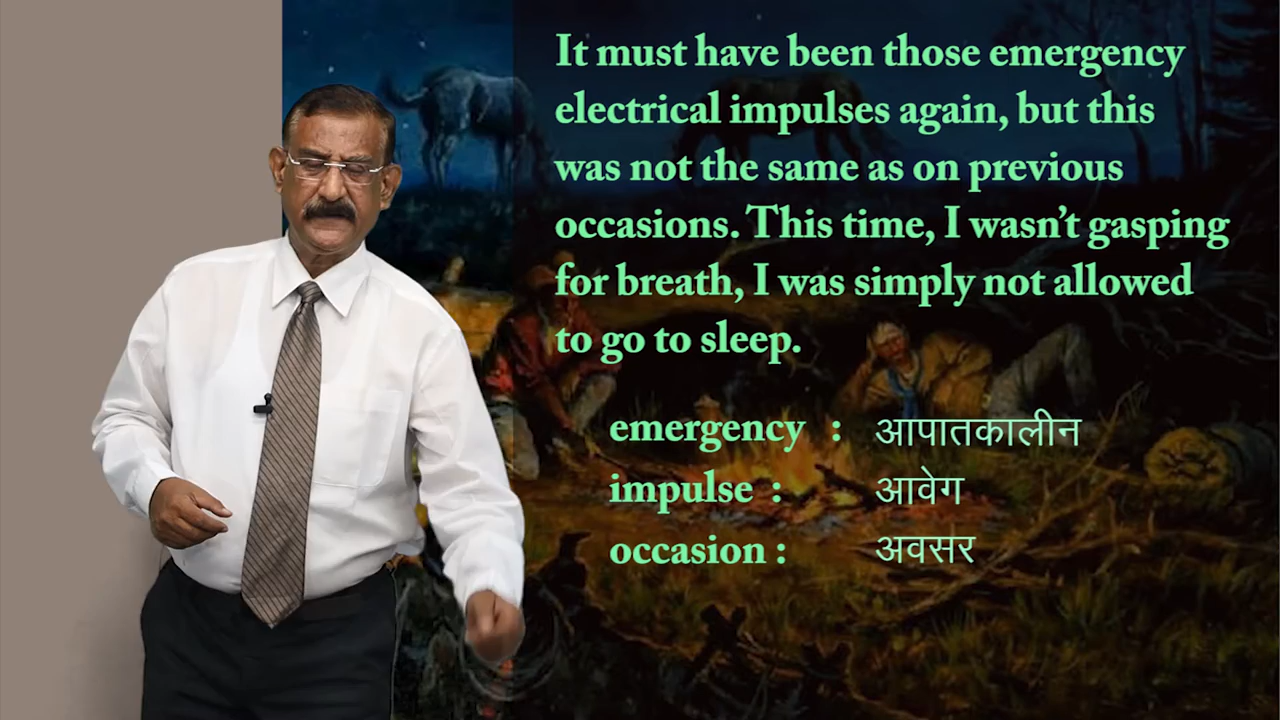 It must have been those emergency
electrical impulses again, but this
was not the same as on previous
occasions. This time, I wasn't gasping
for breath, I was simply not allowed
to go to sleep.
emergency : आपातकालीन
impulse : आवेग
occasion : अवसर